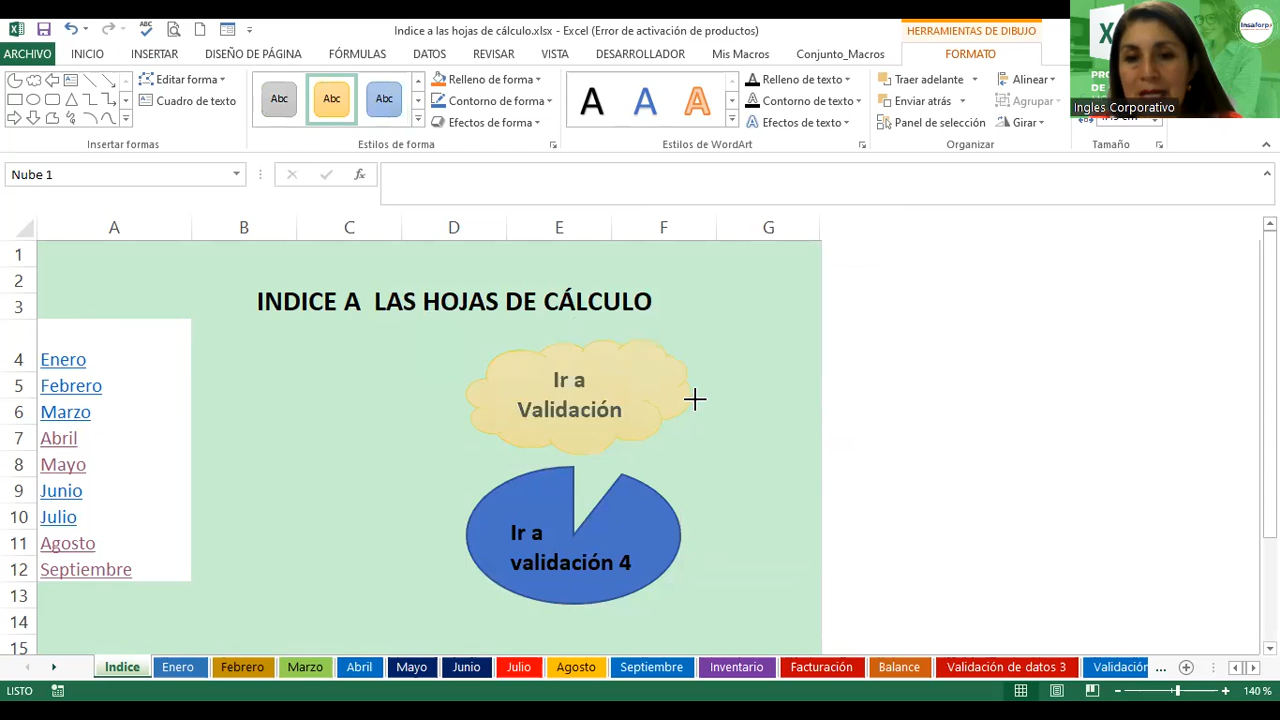 Indice a las hojas de cálculo.xlsx - Excel (Error de activación de productos)
HERRAMIENTAS DE DIBUJO
ARCHIVO INICIO INSERTAR DISEÑO DE PÁGINA FÓRMULAS DATOS REVISAR VISTA DESARROLLADOR Mis Macros Conjunto_Macros FORMATO
Editar forma
Cuadro de texto
Insertar formas
Abc Abc Abc
Relleno de forma
Contorno de forma
Efectos de forma
Estilos de forma
A A A
Relleno de texto
Contorno de texto
Efectos de texto
Estilos de WordArt
Traer adelante
Enviar atrás
Panel de selección
Alinear
Agrupar
Girar
Organizar
Tamaño
Insaforp
Ingles Corporativo
Nube 1
fx
A B C D E F G
1
2
3
INDICE A LAS HOJAS DE CÁLCULO
4 Enero
5 Febrero
6 Marzo
7 Abril
8 Mayo
9 Junio
10 Julio
11 Agosto
12 Septiembre
13
14
15
Ir a
Validación
Ir a
validación 4
Indice Enero Febrero Marzo Abril Mayo Junio Julio Agosto Septiembre Inventario Facturación Balance Validación de datos 3 Validación ...
LISTO
140 %